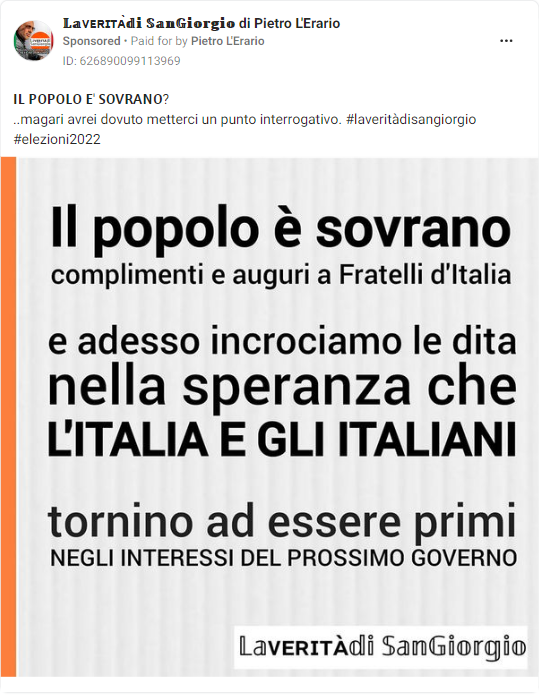 LaVERITÀdi SanGiorgio di Pietro L'Erario
Sponsored • Paid for by Pietro L'Erario
ID: 626890099113969
IL POPOLO E' SOVRANO?
..magari avrei dovuto metterci un punto interrogativo. #laveritàdisangiorgio
#elezioni2022
Il popolo è sovrano
complimenti e auguri a Fratelli d'Italia
e adesso incrociamo le dita
nella speranza che
L'ITALIA E GLI ITALIANI
tornino ad essere primi
NEGLI INTERESSI DEL PROSSIMO GOVERNO
LaVERITÀdi SanGiorgio